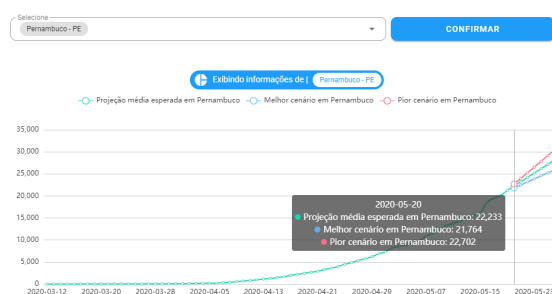 Selecione
Pernambuco - PE
CONFIRMAR
Exibindo informações de | Pernambuco - PE
Projeção média esperada em Pernambuco Melhor cenário em Pernambuco Pior cenário em Pernambuco
35,000
30,000
25,000
20,000
15,000
10,000
5,000
0
2020-05-20
Projeção média esperada em Pernambuco: 22,233
Melhor cenário em Pernambuco: 21,764
Pior cenário em Pernambuco: 22,702
2020-03-12 2020-03-20 2020-03-28 2020-04-05 2020-04-13 2020-04-21 2020-04-29 2020-05-07 2020-05-15 2020-05-23